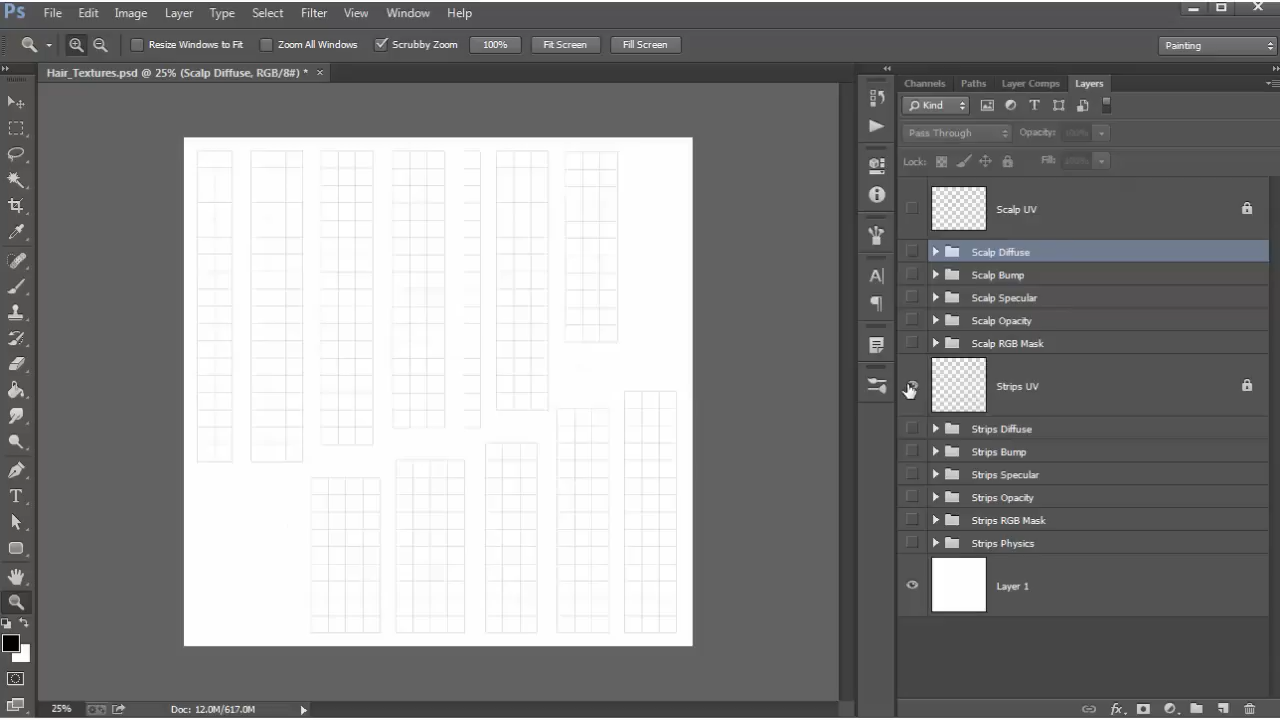 Ps File Edit Image Layer Type Select Filter View Window Help
Resize Windows to Fit Zoom All Windows Scrubby Zoom 100% Fit Screen Fill Screen Painting
Hair_Textures.psd @ 25% (Scalp Diffuse, RGB/8#) * ×
Channels Paths Layer Comps Layers
Kind
Pass Through Opacity: 100%
Lock: Fill: 100%
Scalp UV
Scalp Diffuse
Scalp Bump
Scalp Specular
Scalp Opacity
Scalp RGB Mask
Strips UV
Strips Diffuse
Strips Bump
Strips Specular
Strips Opacity
Strips RGB Mask
Strips Physics
Layer 1
25% Doc: 12.0M/617.0M